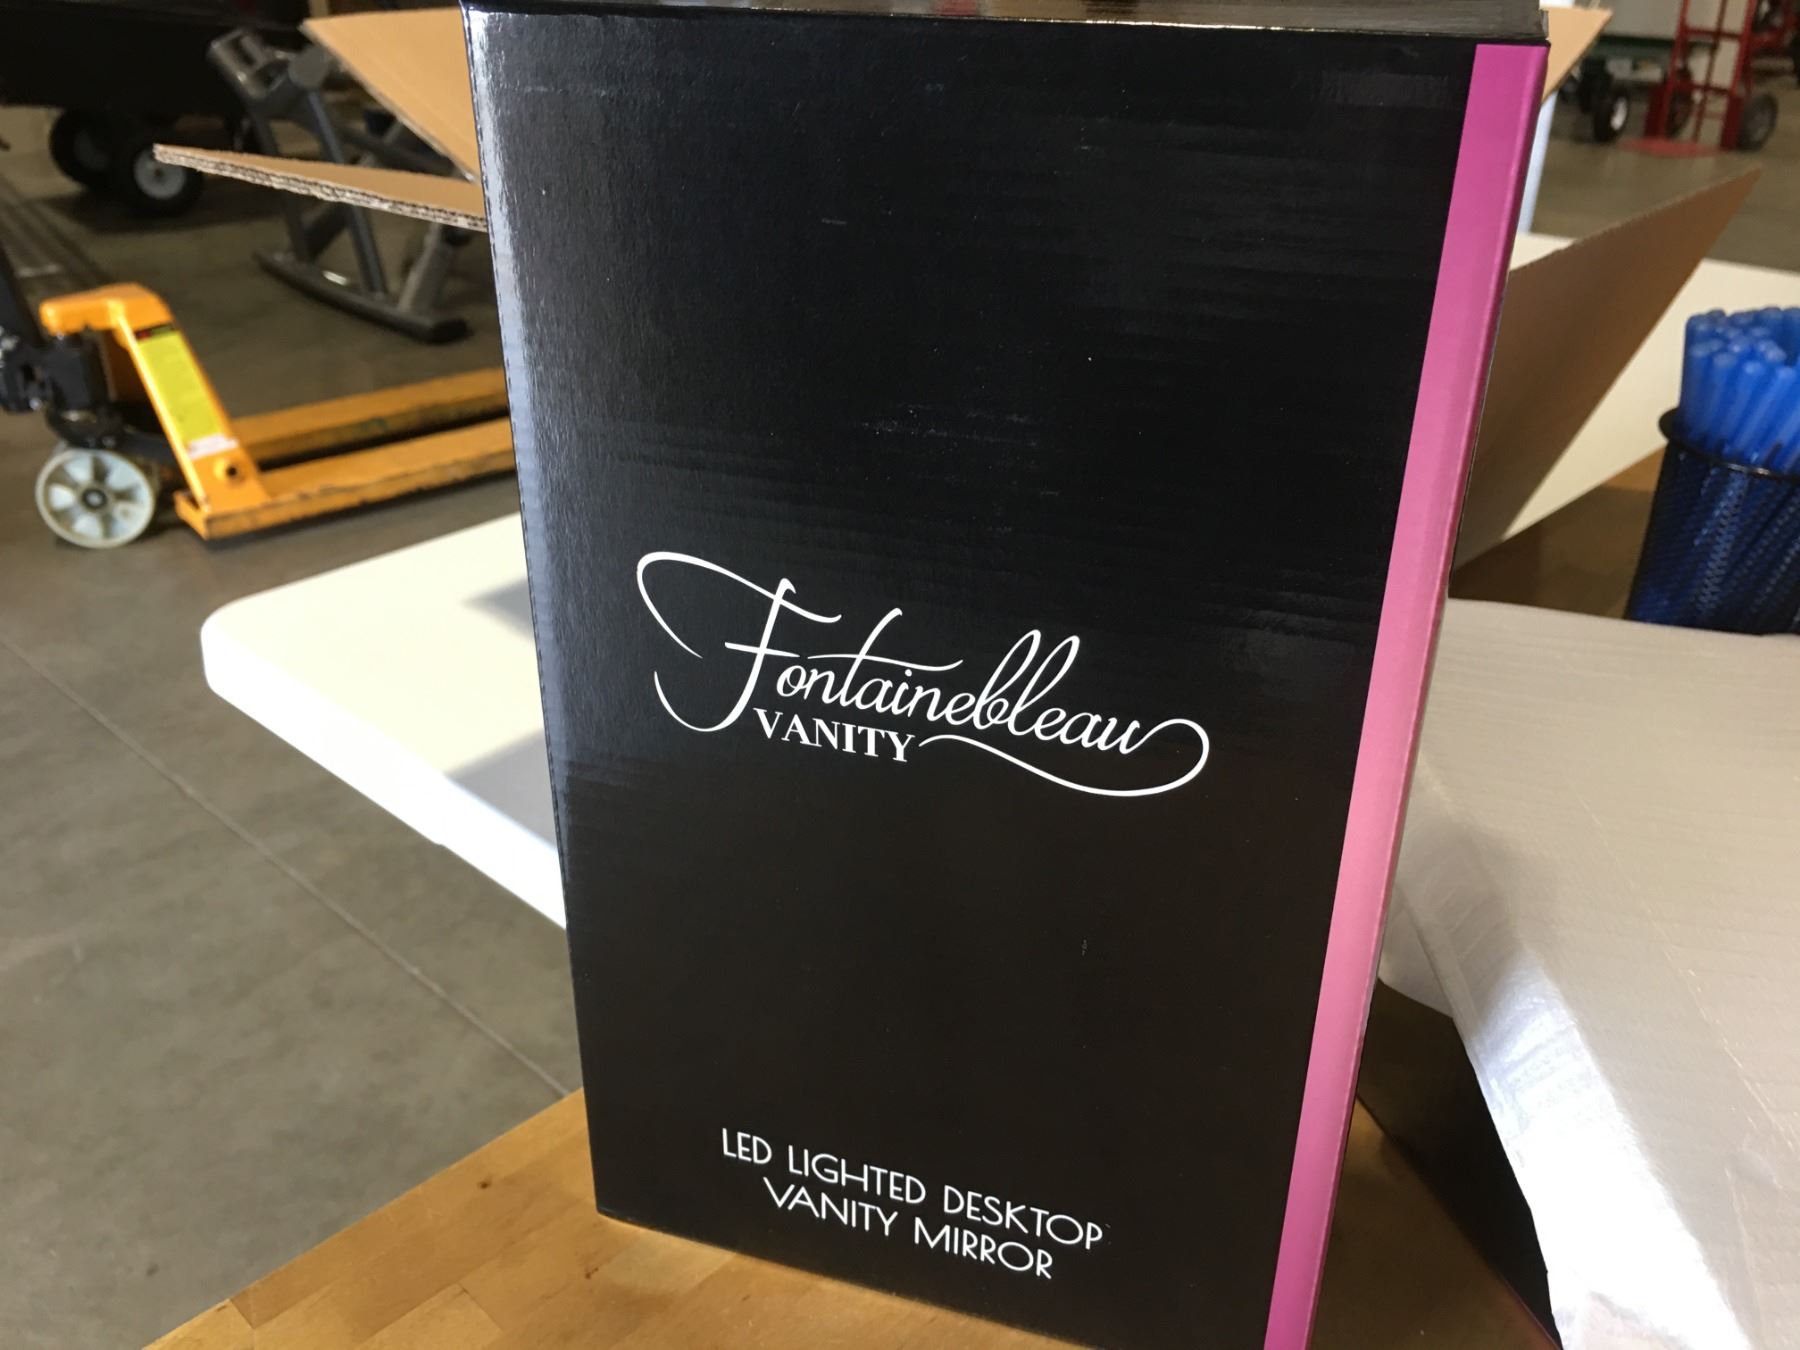 Fontainebleau
VANITY
LED LIGHTED DESKTOP
VANITY MIRROR